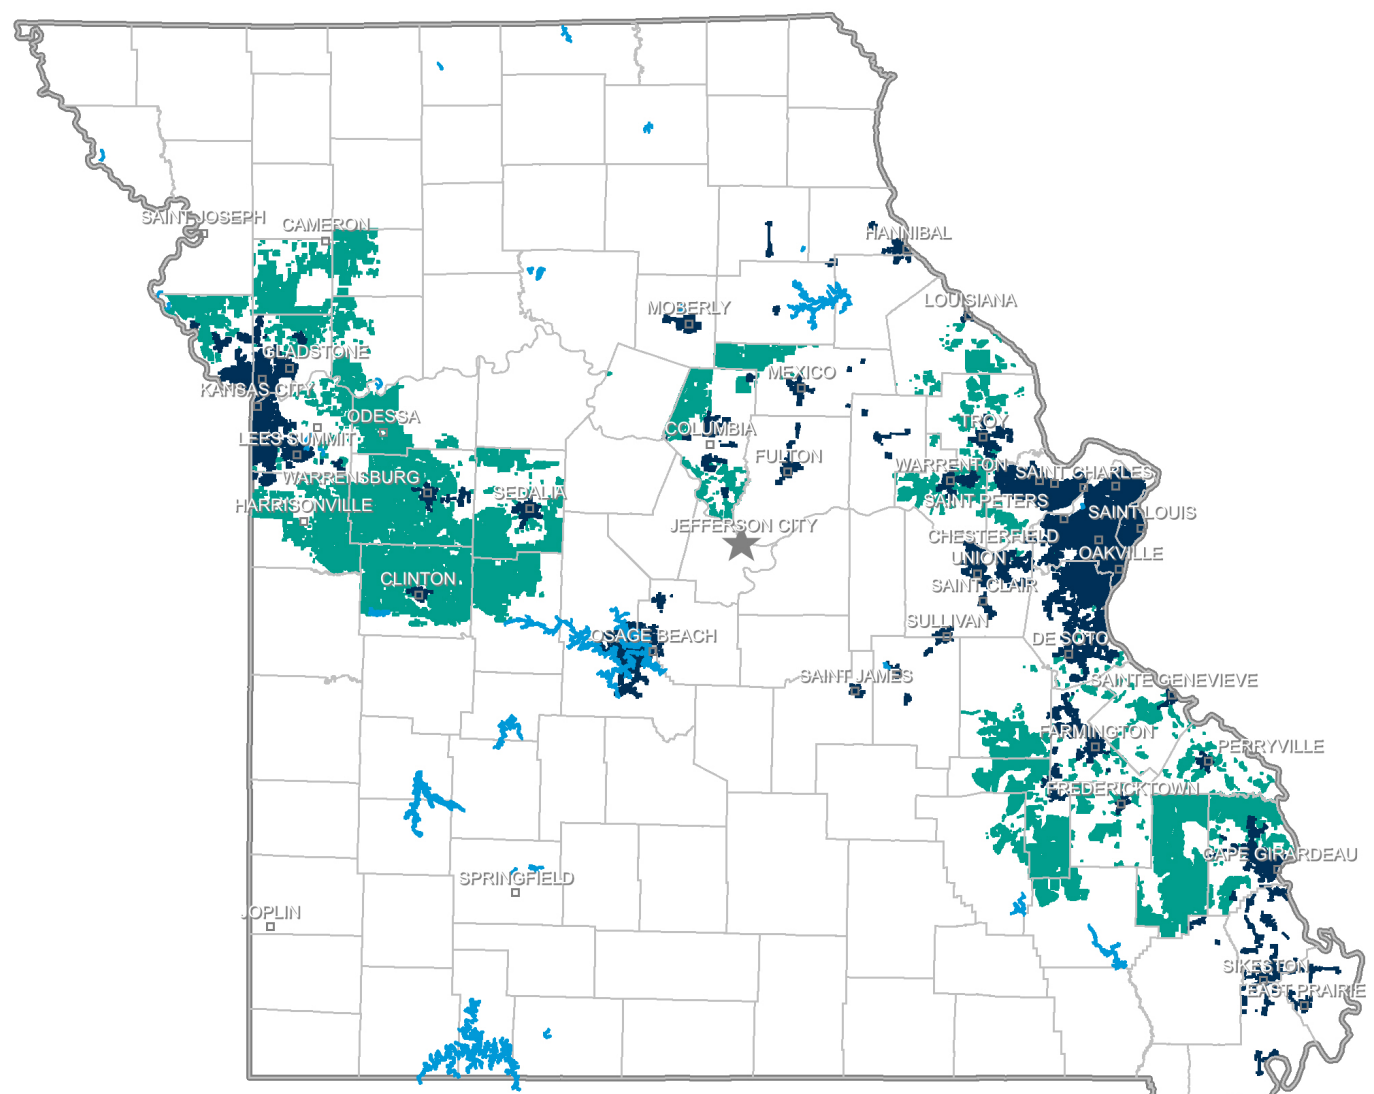 SAINT JOSEPH
CAMERON
HANNIBAL
LOUISIANA
MOBERLY
GLADSTONE
MEXICO
KANSAS CITY
ODESSA
TROY
COLUMBIA
LEES SUMMIT
FULTON
WARRENTON
SAINT CHARLES
WARRENSBURG
SEDALIA
SAINT PETERS
HARRISONVILLE
SAINT LOUIS
JEFFERSON CITY
CHESTERFIELD
OAKVILLE
UNION
CLINTON
SAINT CLAIR
SULLIVAN
OSAGE BEACH
DE SOTO
SAINT JAMES
SAINTE GENEVIEVE
FARMINGTON
PERRYVILLE
FREDERICKTOWN
CAPE GIRARDEAU
SPRINGFIELD
JOPLIN
SIKESTON
EAST PRAIRIE